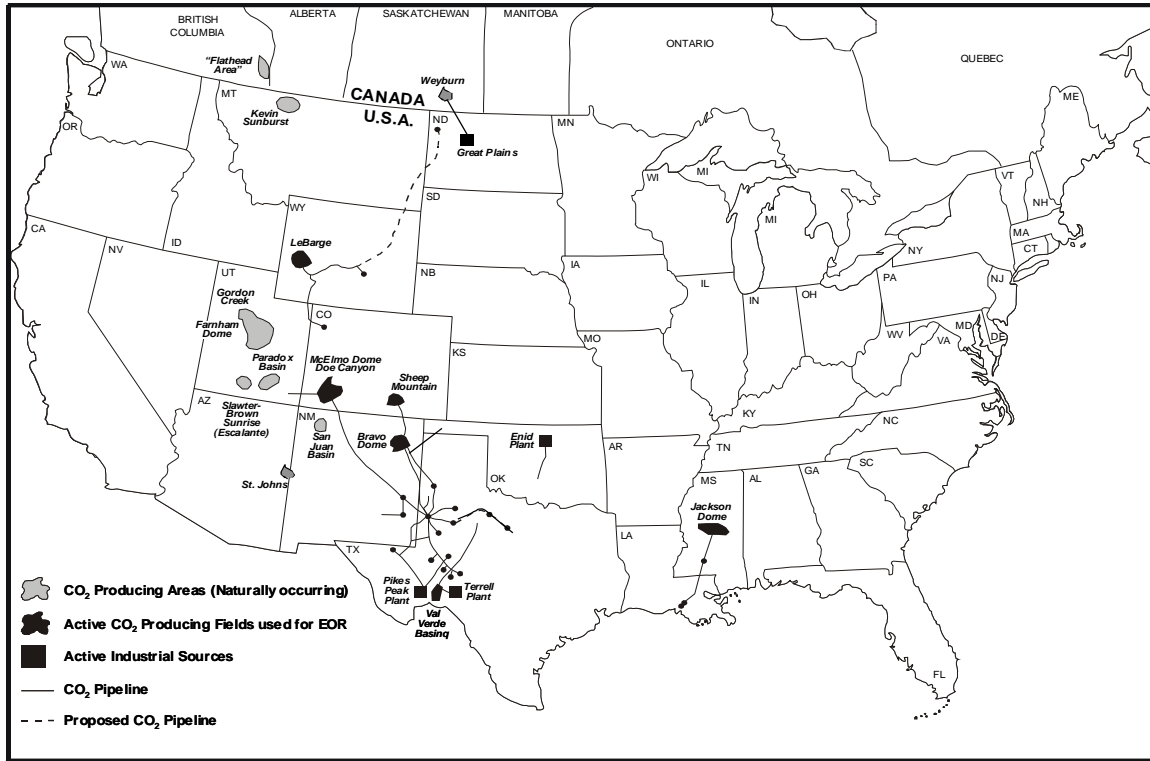 BRITISH
COLUMBIA
ALBERTA
SASKATCHEWAN
MANITOBA
ONTARIO
QUEBEC
WA
"Flathead
Area"
MT
Kevin
Sunburst
CANADA
U.S.A.
Weyburn
ND
Great Plains
MN
ME
OR
WI
MI
MI
VT
NH
SD
WY
CA
NV
ID
LeBarge
UT
NB
IA
NY
MA
CT
PA
NJ
IL
IN
OH
Gordon
Creek
Farnham
Dome
CO
MO
WV
MD
DE
VA
KS
Paradox
Basin
McElmo Dome
Doe Canyon
Sheep
Mountain
AZ
Slawter-
Brown
Sunrise
(Escalante)
NM
San
Juan
Basin
Bravo
Dome
Enid
Plant
KY
NC
TN
AR
OK
St. Johns
MS
AL
GA
SC
Jackson
Dome
LA
TX
Pikes
Peak
Plant
Terrell
Plant
Val
Verde
Basinq
FL
CO2 Producing Areas (Naturally occurring)
Active CO2 Producing Fields used for EOR
Active Industrial Sources
CO2 Pipeline
Proposed CO2 Pipeline